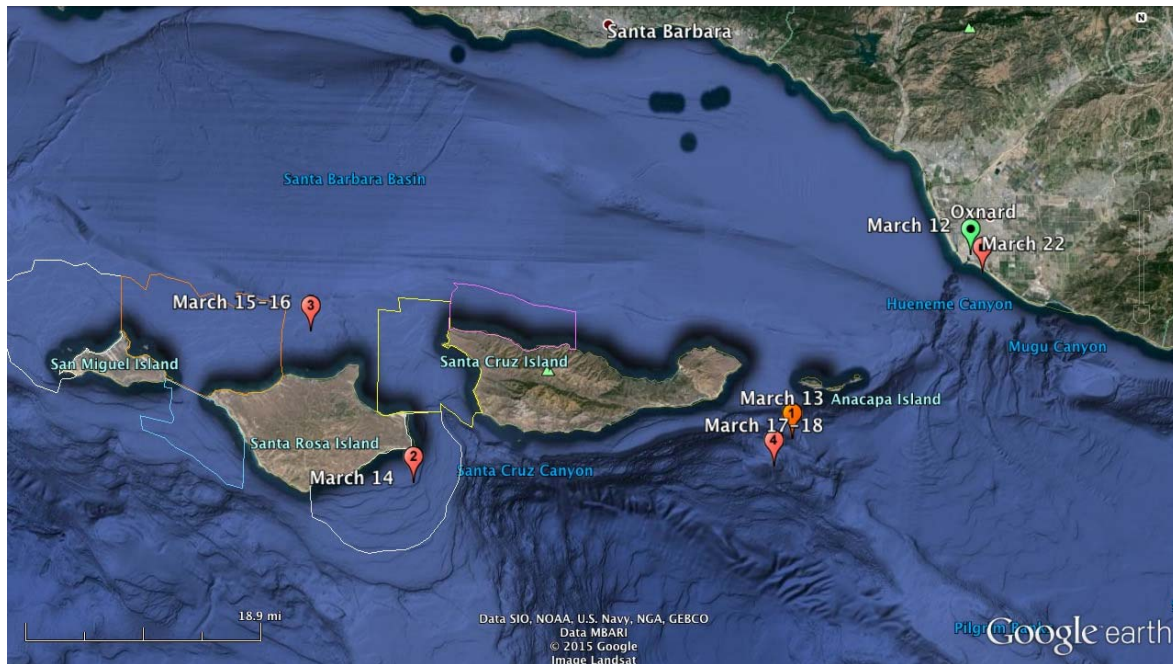 N
Santa Barbara
Santa Barbara Basin
Oxnard
March 12
March 22
March 15-16
3
Hueneme Canyon
Mugu Canyon
San Miguel Island
Santa Cruz Island
March 13
Anacapa Island
1
March 17-18
4
Santa Rosa Island
2
March 14
Santa Cruz Canyon
18.9 mi
Data SIO, NOAA, U.S. Navy, NGA, GEBCO
Data MBARI
© 2015 Google
Image Landsat
Pilgrim
Google earth